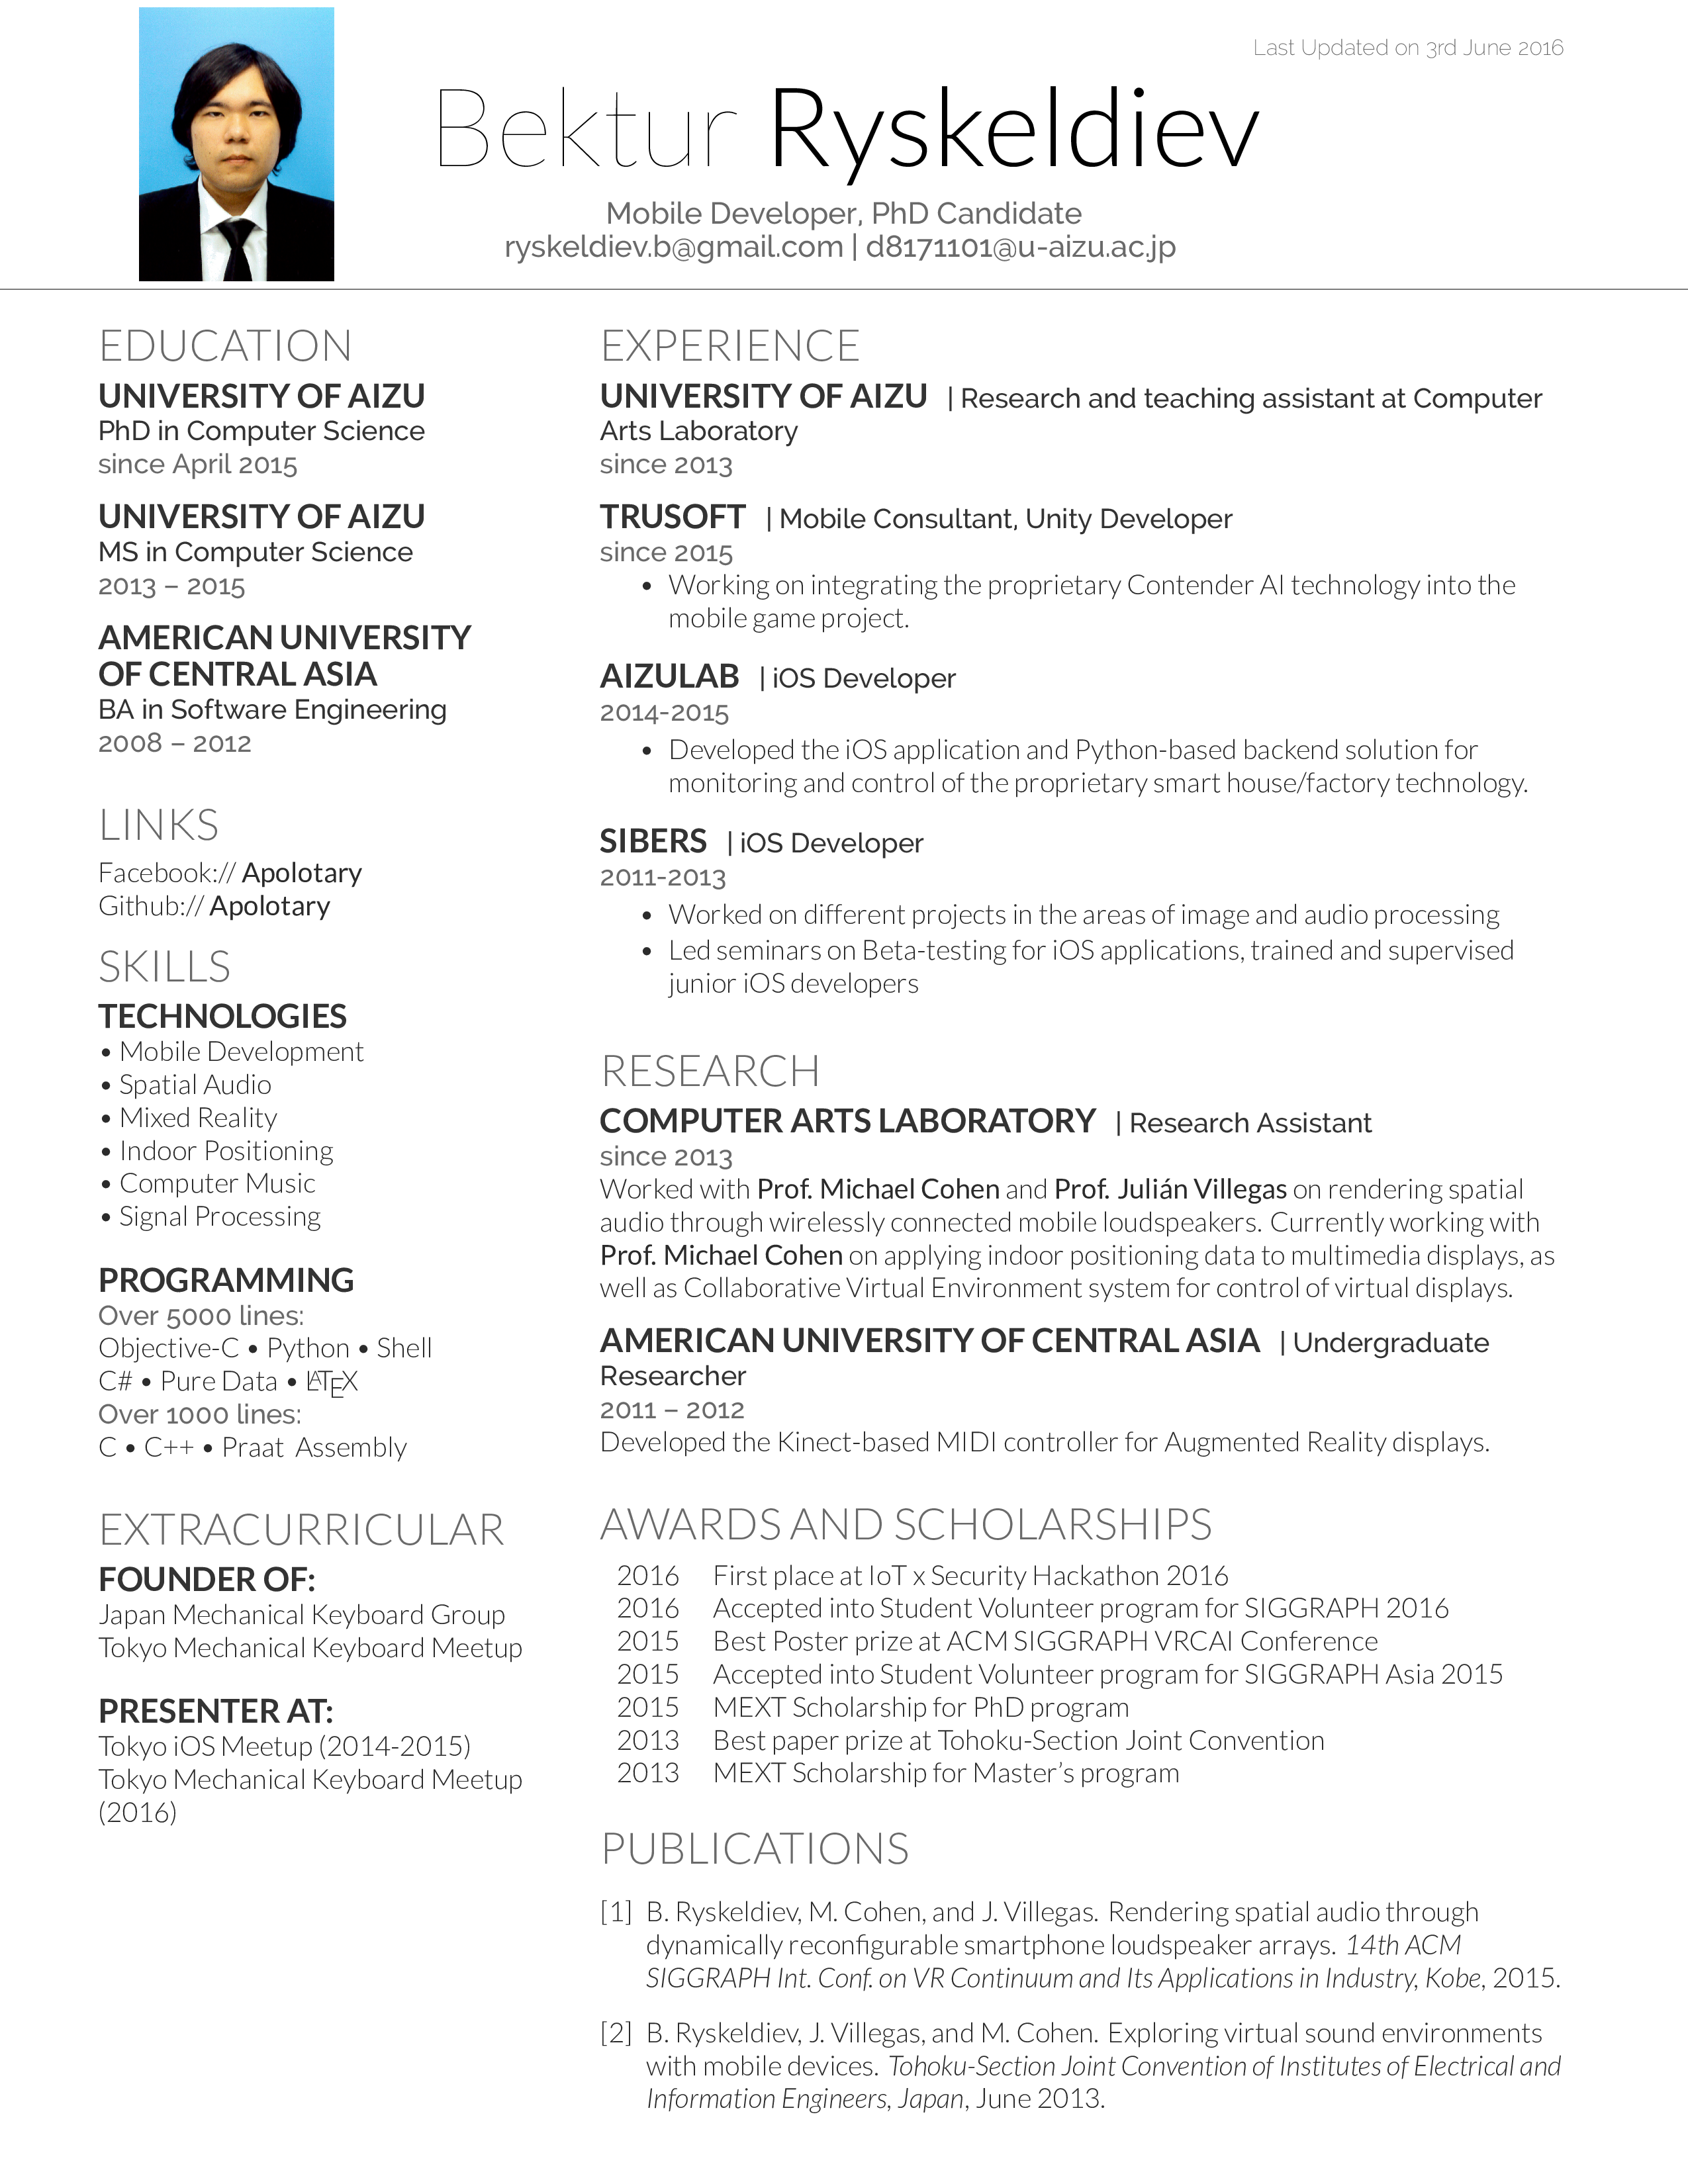 Last Updated on 3rd June 2016
Bektur Ryskeldiev
Mobile Developer, PhD Candidate
ryskeldiev.b@gmail.com | d8171101@u-aizu.ac.jp
EDUCATION
UNIVERSITY OF AIZU
PhD in Computer Science
since April 2015
UNIVERSITY OF AIZU
MS in Computer Science
2013 – 2015
AMERICAN UNIVERSITY
OF CENTRAL ASIA
BA in Software Engineering
2008 – 2012
LINKS
Facebook:// Apolotary
Github:// Apolotary
SKILLS
TECHNOLOGIES
• Mobile Development
• Spatial Audio
• Mixed Reality
• Indoor Positioning
• Computer Music
• Signal Processing
PROGRAMMING
Over 5000 lines:
Objective-C • Python • Shell
C# • Pure Data • LATEX
Over 1000 lines:
C • C++ • Praat Assembly
EXTRACURRICULAR
FOUNDER OF:
Japan Mechanical Keyboard Group
Tokyo Mechanical Keyboard Meetup
PRESENTER AT:
Tokyo iOS Meetup (2014-2015)
Tokyo Mechanical Keyboard Meetup
(2016)
EXPERIENCE
UNIVERSITY OF AIZU | Research and teaching assistant at Computer
Arts Laboratory
since 2013
TRUSOFT | Mobile Consultant, Unity Developer
since 2015
• Working on integrating the proprietary Contender AI technology into the
mobile game project.
AIZULAB | iOS Developer
2014-2015
• Developed the iOS application and Python-based backend solution for
monitoring and control of the proprietary smart house/factory technology.
SIBERS | iOS Developer
2011-2013
• Worked on different projects in the areas of image and audio processing
• Led seminars on Beta-testing for iOS applications, trained and supervised
junior iOS developers
RESEARCH
COMPUTER ARTS LABORATORY | Research Assistant
since 2013
Worked with Prof. Michael Cohen and Prof. Julián Villegas on rendering spatial
audio through wirelessly connected mobile loudspeakers. Currently working with
Prof. Michael Cohen on applying indoor positioning data to multimedia displays, as
well as Collaborative Virtual Environment system for control of virtual displays.
AMERICAN UNIVERSITY OF CENTRAL ASIA | Undergraduate
Researcher
2011 – 2012
Developed the Kinect-based MIDI controller for Augmented Reality displays.
AWARDS AND SCHOLARSHIPS
2016 First place at IoT x Security Hackathon 2016
2016 Accepted into Student Volunteer program for SIGGRAPH 2016
2015 Best Poster prize at ACM SIGGRAPH VRCAI Conference
2015 Accepted into Student Volunteer program for SIGGRAPH Asia 2015
2015 MEXT Scholarship for PhD program
2013 Best paper prize at Tohoku-Section Joint Convention
2013 MEXT Scholarship for Master’s program
PUBLICATIONS
[1] B. Ryskeldiev, M. Cohen, and J. Villegas. Rendering spatial audio through
dynamically reconfigurable smartphone loudspeaker arrays. 14th ACM
SIGGRAPH Int. Conf. on VR Continuum and Its Applications in Industry, Kobe, 2015.
[2] B. Ryskeldiev, J. Villegas, and M. Cohen. Exploring virtual sound environments
with mobile devices. Tohoku-Section Joint Convention of Institutes of Electrical and
Information Engineers, Japan, June 2013.